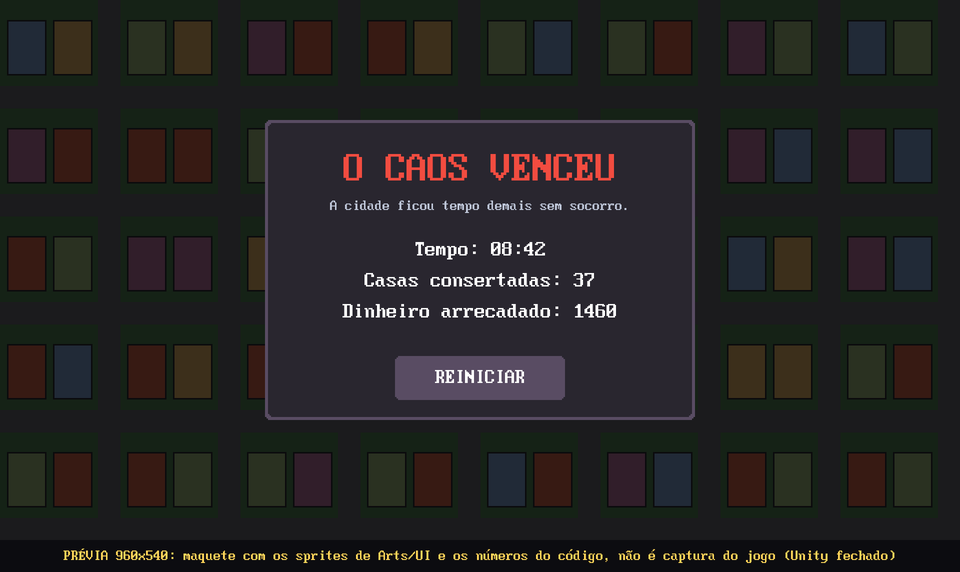 O CAOS VENCEU
A cidade ficou tempo demais sem socorro.
Tempo: 08:42
Casas consertadas: 37
Dinheiro arrecadado: 1460
REINICIAR
PRÉVIA 960x540: maquete com os sprites de Arts/UI e os números do código, não é captura do jogo (Unity fechado)